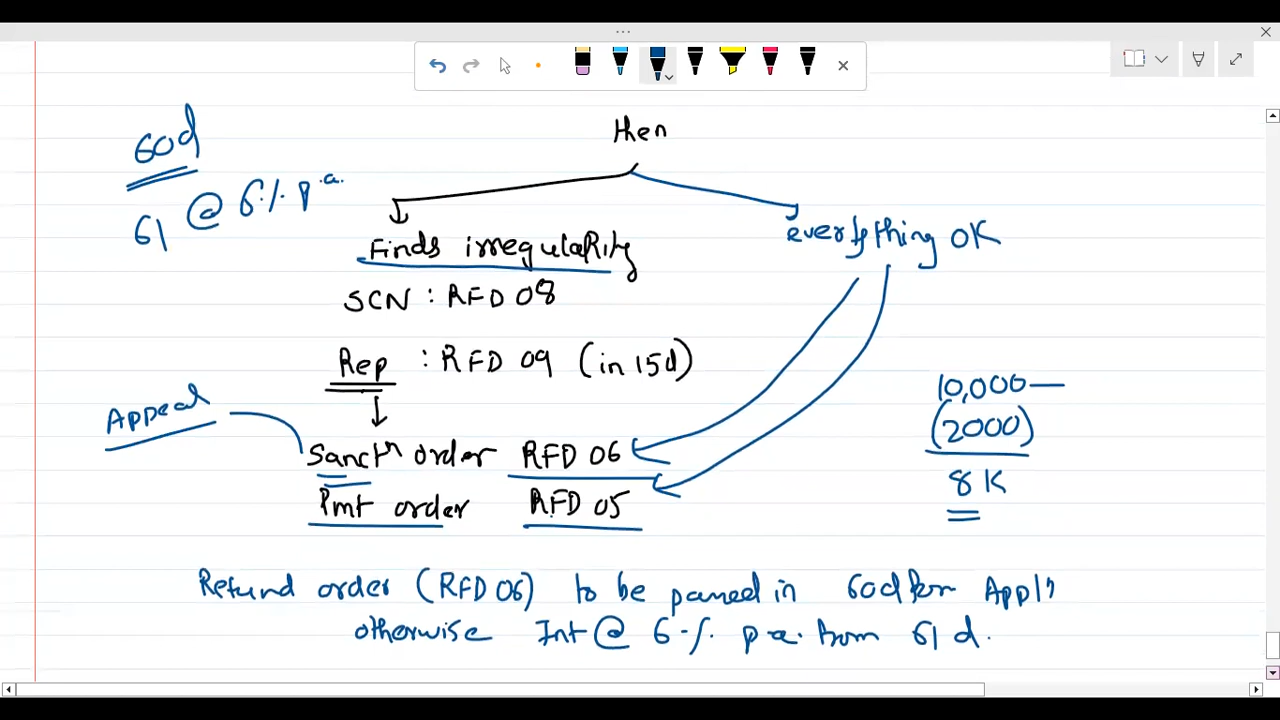 then
60d
61 @ 6% p.a.
Finds irregularity
everything OK
SCN : RFD 08
Rep : RFD 09 (in 15d)
Appeal
Sanctn order RFD 06
Pmt order RFD 05
10,000—
(2000)
8K
Refund order (RFD 06) to be passed in 60d from Appln
otherwise Int @ 6% p.a. from 61 d.